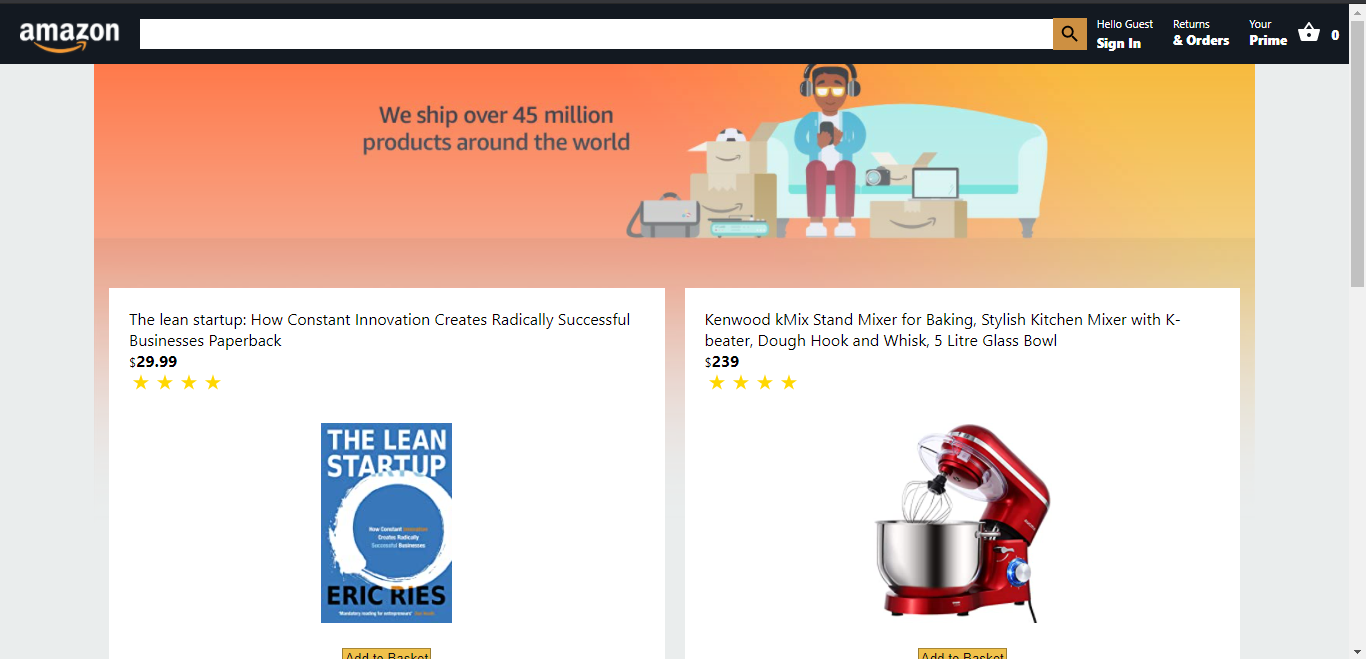 amazon
Hello Guest
Sign In
Returns
& Orders
Your
Prime
0
We ship over 45 million
products around the world
The lean startup: How Constant Innovation Creates Radically Successful
Businesses Paperback
$29.99
★ ★ ★ ★
THE LEAN
STARTUP
How Constant Innovation
Creates Radically
Successful Businesses
ERIC RIES
'Mandatory reading for entrepreneurs'
Add to Basket
Kenwood kMix Stand Mixer for Baking, Stylish Kitchen Mixer with K-
beater, Dough Hook and Whisk, 5 Litre Glass Bowl
$239
★ ★ ★ ★
Add to Basket